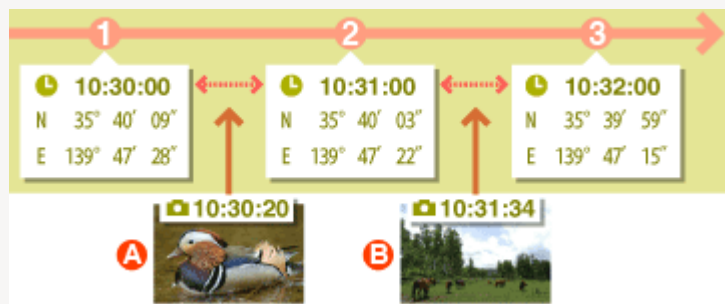 1 2 3
10:30:00 10:31:00 10:32:00
N 35° 40′ 09″ N 35° 40′ 03″ N 35° 39′ 59″
E 139° 47′ 28″ E 139° 47′ 22″ E 139° 47′ 15″
10:30:20 10:31:34
A B